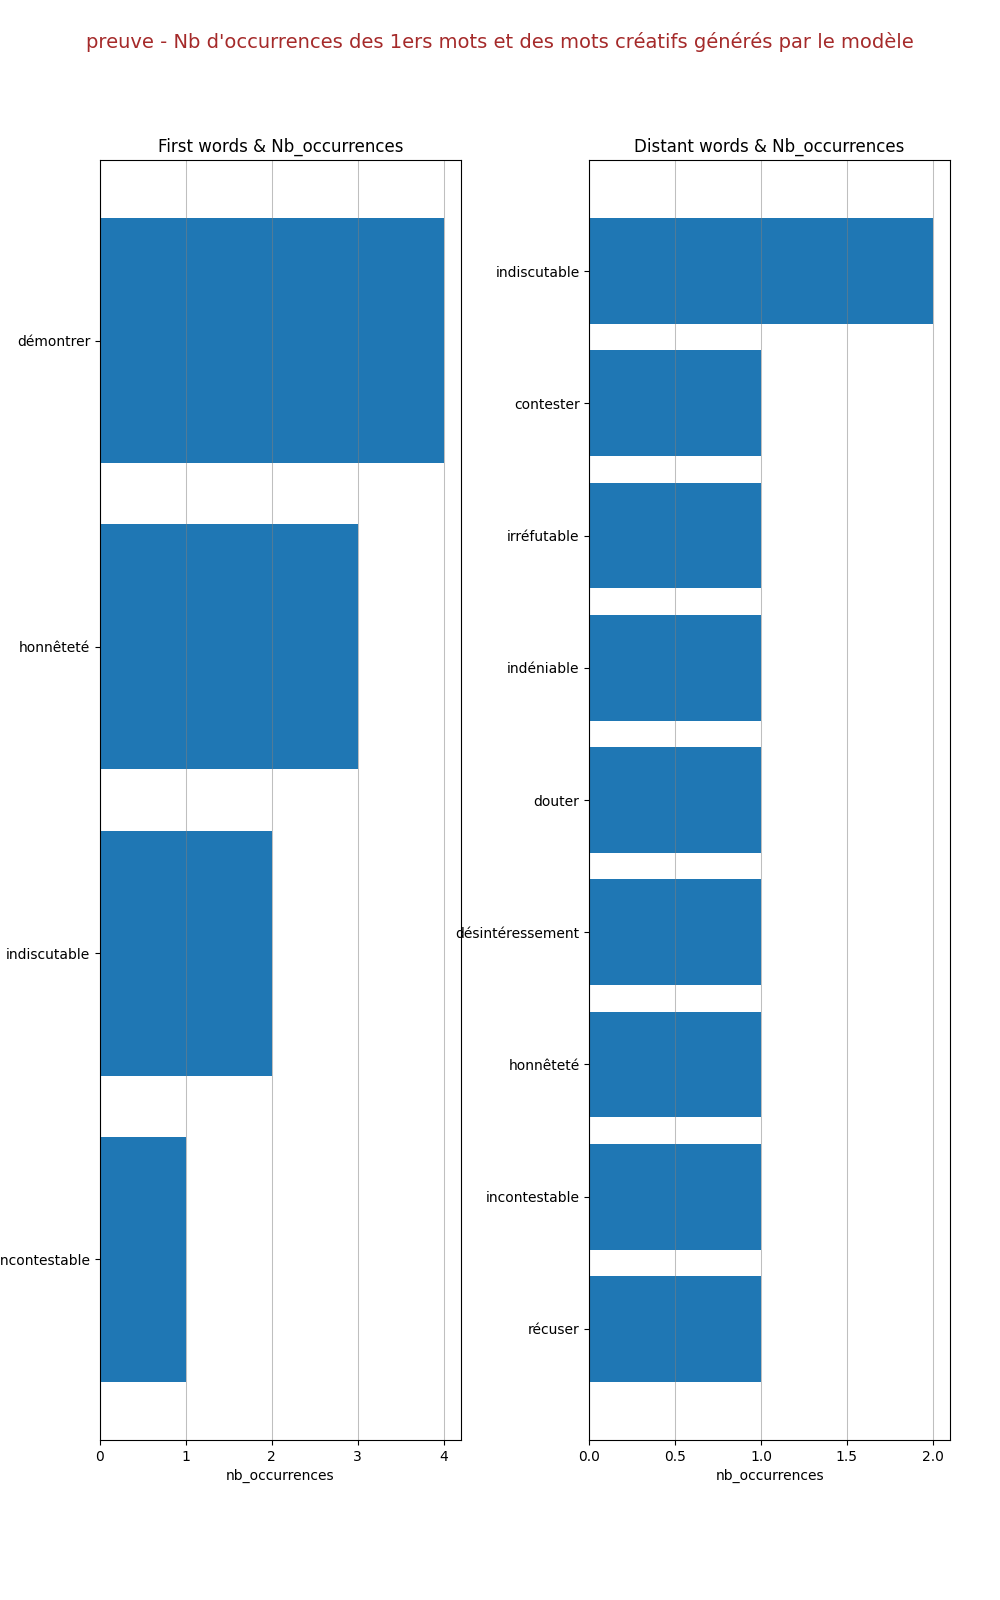 preuve - Nb d'occurrences des 1ers mots et des mots créatifs générés par le modèle
First words & Nb_occurrences
démontrer
honnêteté
indiscutable
ncontestable
0 1 2 3 4
nb_occurrences
Distant words & Nb_occurrences
indiscutable
contester
irréfutable
indéniable
douter
désintéressement
honnêteté
incontestable
récuser
0.0 0.5 1.0 1.5 2.0
nb_occurrences